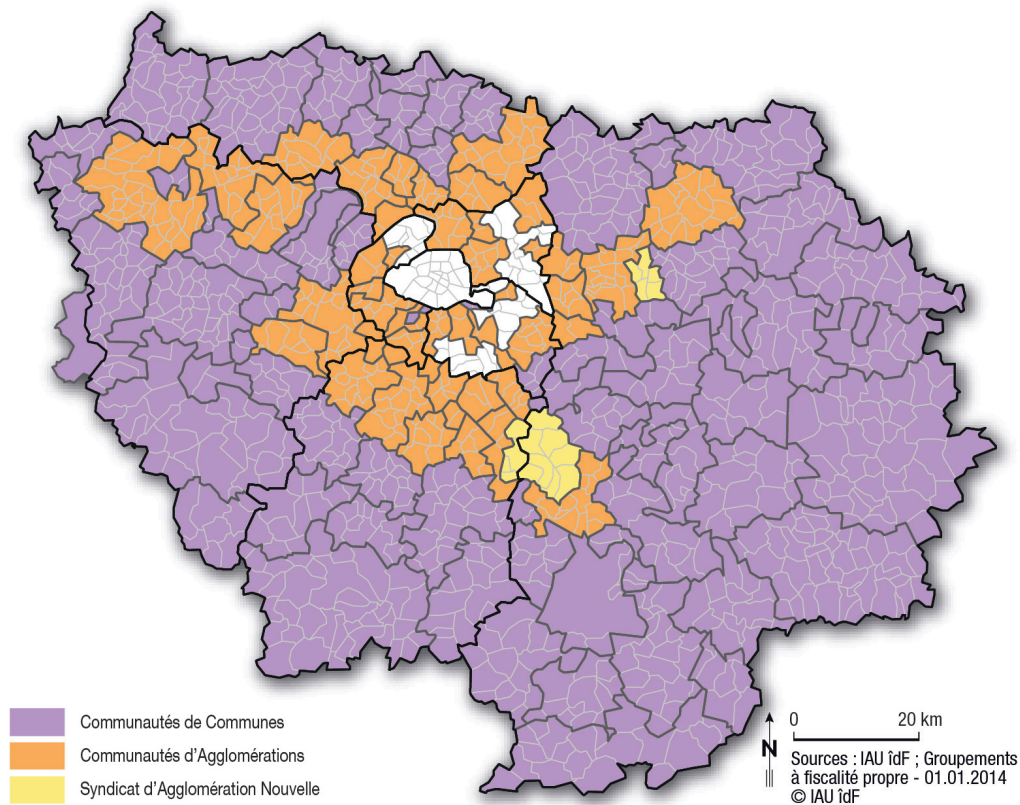 Communautés de Communes
Communautés d'Agglomérations
Syndicat d'Agglomération Nouvelle
0 20 km
N
Sources : IAU îdF ; Groupements
à fiscalité propre - 01.01.2014
© IAU îdF